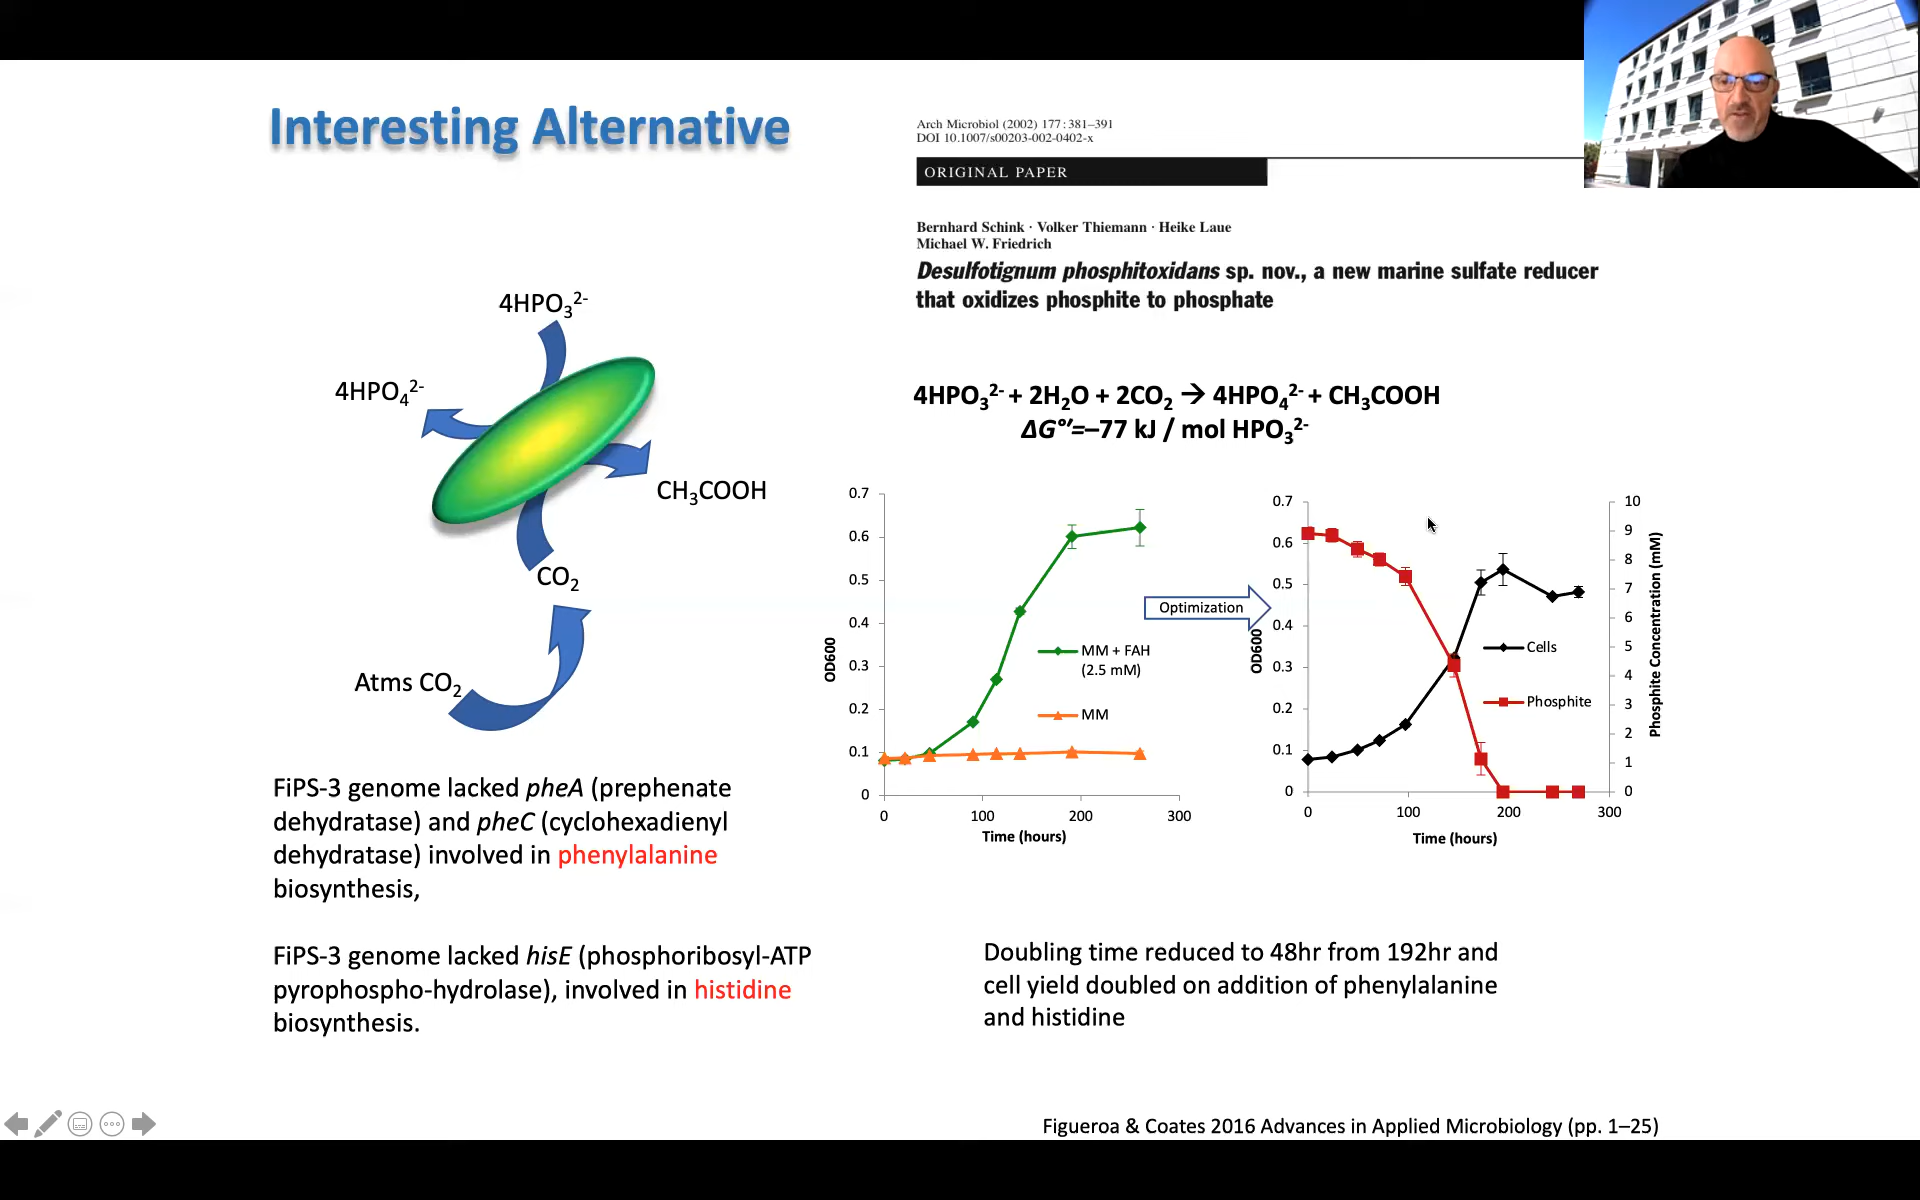 Interesting Alternative
Arch Microbiol (2002) 177 : 381–391
DOI 10.1007/s00203-002-0402-x
ORIGINAL PAPER
Bernhard Schink · Volker Thiemann · Heike Laue
Michael W. Friedrich
Desulfotignum phosphitoxidans sp. nov., a new marine sulfate reducer
that oxidizes phosphite to phosphate
4HPO₃²⁻
4HPO₄²⁻
CH₃COOH
CO₂
Atms CO₂
4HPO₃²⁻ + 2H₂O + 2CO₂ → 4HPO₄²⁻ + CH₃COOH
ΔG°′=–77 kJ / mol HPO₃²⁻
0.7
0.6
0.5
0.4
0.3
0.2
0.1
0
OD600
0 100 200 300
Time (hours)
MM + FAH
(2.5 mM)
MM
Optimization
0.7
0.6
0.5
0.4
0.3
0.2
0.1
0
OD600
0 100 200 300
Time (hours)
Cells
Phosphite
10
9
8
7
6
5
4
3
2
1
0
Phosphite Concentration (mM)
FiPS-3 genome lacked pheA (prephenate
dehydratase) and pheC (cyclohexadienyl
dehydratase) involved in phenylalanine
biosynthesis,
FiPS-3 genome lacked hisE (phosphoribosyl-ATP
pyrophospho-hydrolase), involved in histidine
biosynthesis.
Doubling time reduced to 48hr from 192hr and
cell yield doubled on addition of phenylalanine
and histidine
Figueroa & Coates 2016 Advances in Applied Microbiology (pp. 1–25)